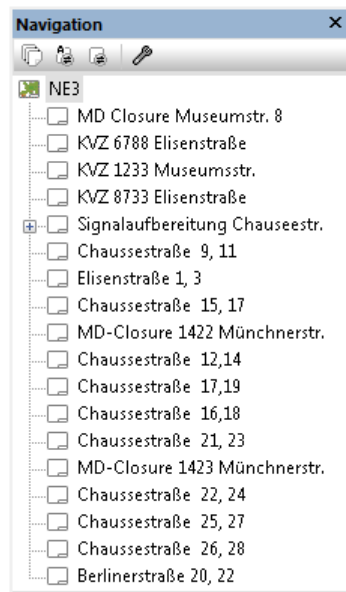 Navigation
NE3
MD Closure Museumstr. 8
KVZ 6788 Elisenstraße
KVZ 1233 Museumsstr.
KVZ 8733 Elisenstraße
Signalaufbereitung Chauseestr.
Chaussestraße 9, 11
Elisenstraße 1, 3
Chaussestraße 15, 17
MD-Closure 1422 Münchnerstr.
Chaussestraße 12,14
Chaussestraße 17,19
Chaussestraße 16,18
Chaussestraße 21, 23
MD-Closure 1423 Münchnerstr.
Chaussestraße 22, 24
Chaussestraße 25, 27
Chaussestraße 26, 28
Berlinerstraße 20, 22